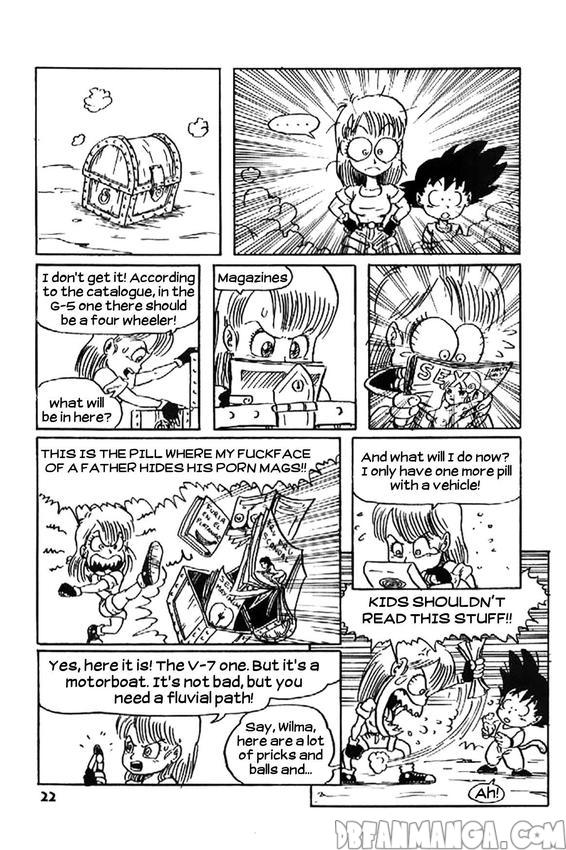 .....
I don't get it! According
to the catalogue, in the
G-5 one there should
be a four wheeler!
what will
be in here?
Magazines
SEX
THIS IS THE PILL WHERE MY FUCKFACE
OF A FATHER HIDES HIS PORN MAGS!!
And what will I do now?
I only have one more pill
with a vehicle!
Yes, here it is! The V-7 one. But it's a
motorboat. It's not bad, but you
need a fluvial path!
Say, Wilma,
here are a lot
of pricks and
balls and...
KIDS SHOULDN'T
READ THIS STUFF!!
Ah!
22
DBFANMANGA.COM